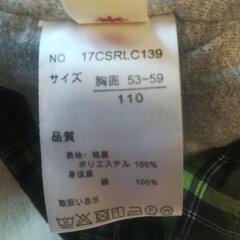 NO. 17CSRLC139
サイズ 胸囲 53-59
110
品質
表地・袖裏
ポリエステル 100%
身頃裏
綿 100%
取扱い表示